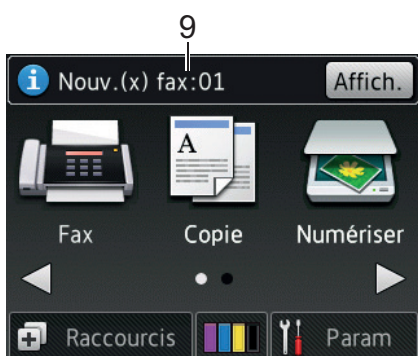 9
Nouv.(x) fax:01 Affich.
A
Fax Copie Numériser
Raccourcis Param